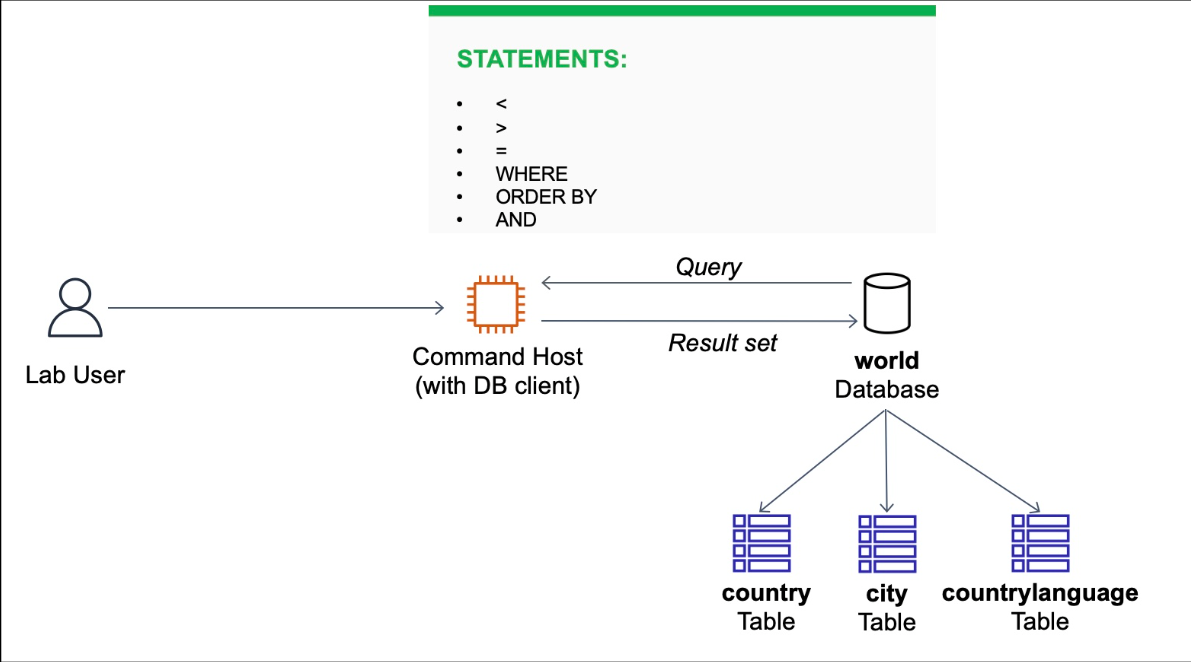 STATEMENTS:
• <
• >
• =
• WHERE
• ORDER BY
• AND
Query
Result set
Lab User
Command Host
(with DB client)
world
Database
country
Table
city
Table
countrylanguage
Table